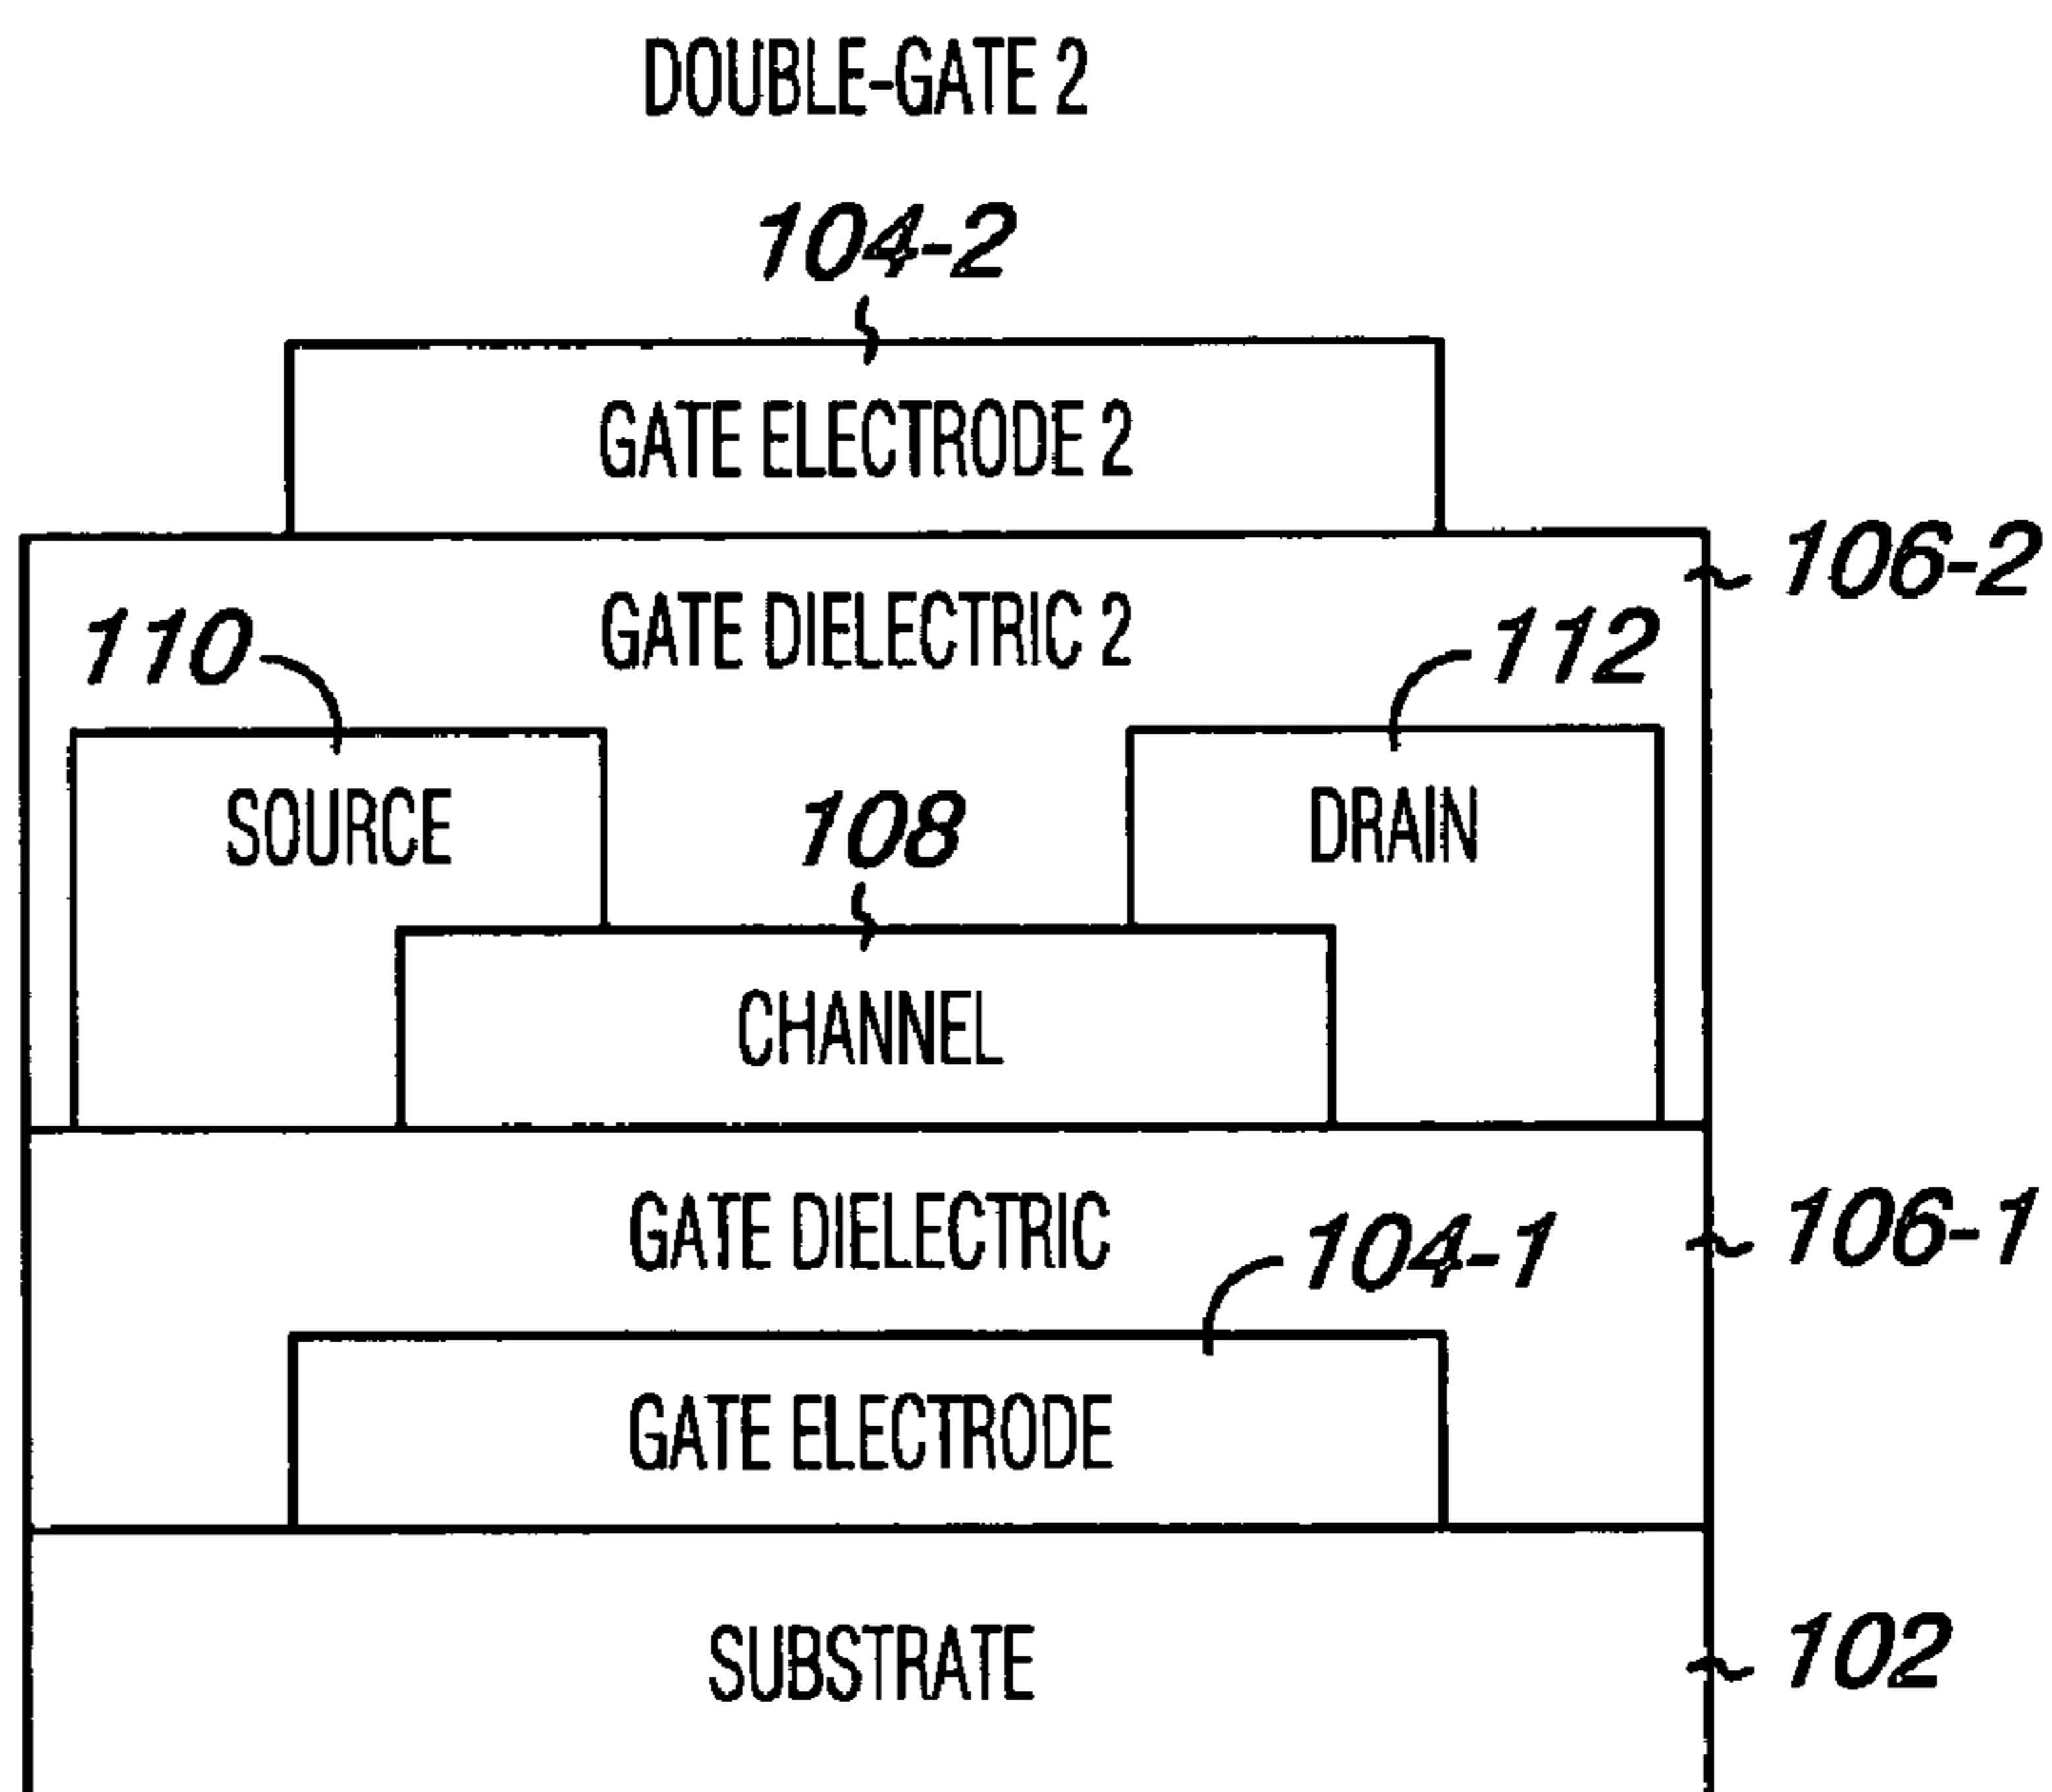 DOUBLE-GATE 2
104-2
GATE ELECTRODE 2
106-2
GATE DIELECTRIC 2
110
112
SOURCE
108
DRAIN
CHANNEL
GATE DIELECTRIC
106-1
104-1
GATE ELECTRODE
SUBSTRATE
102